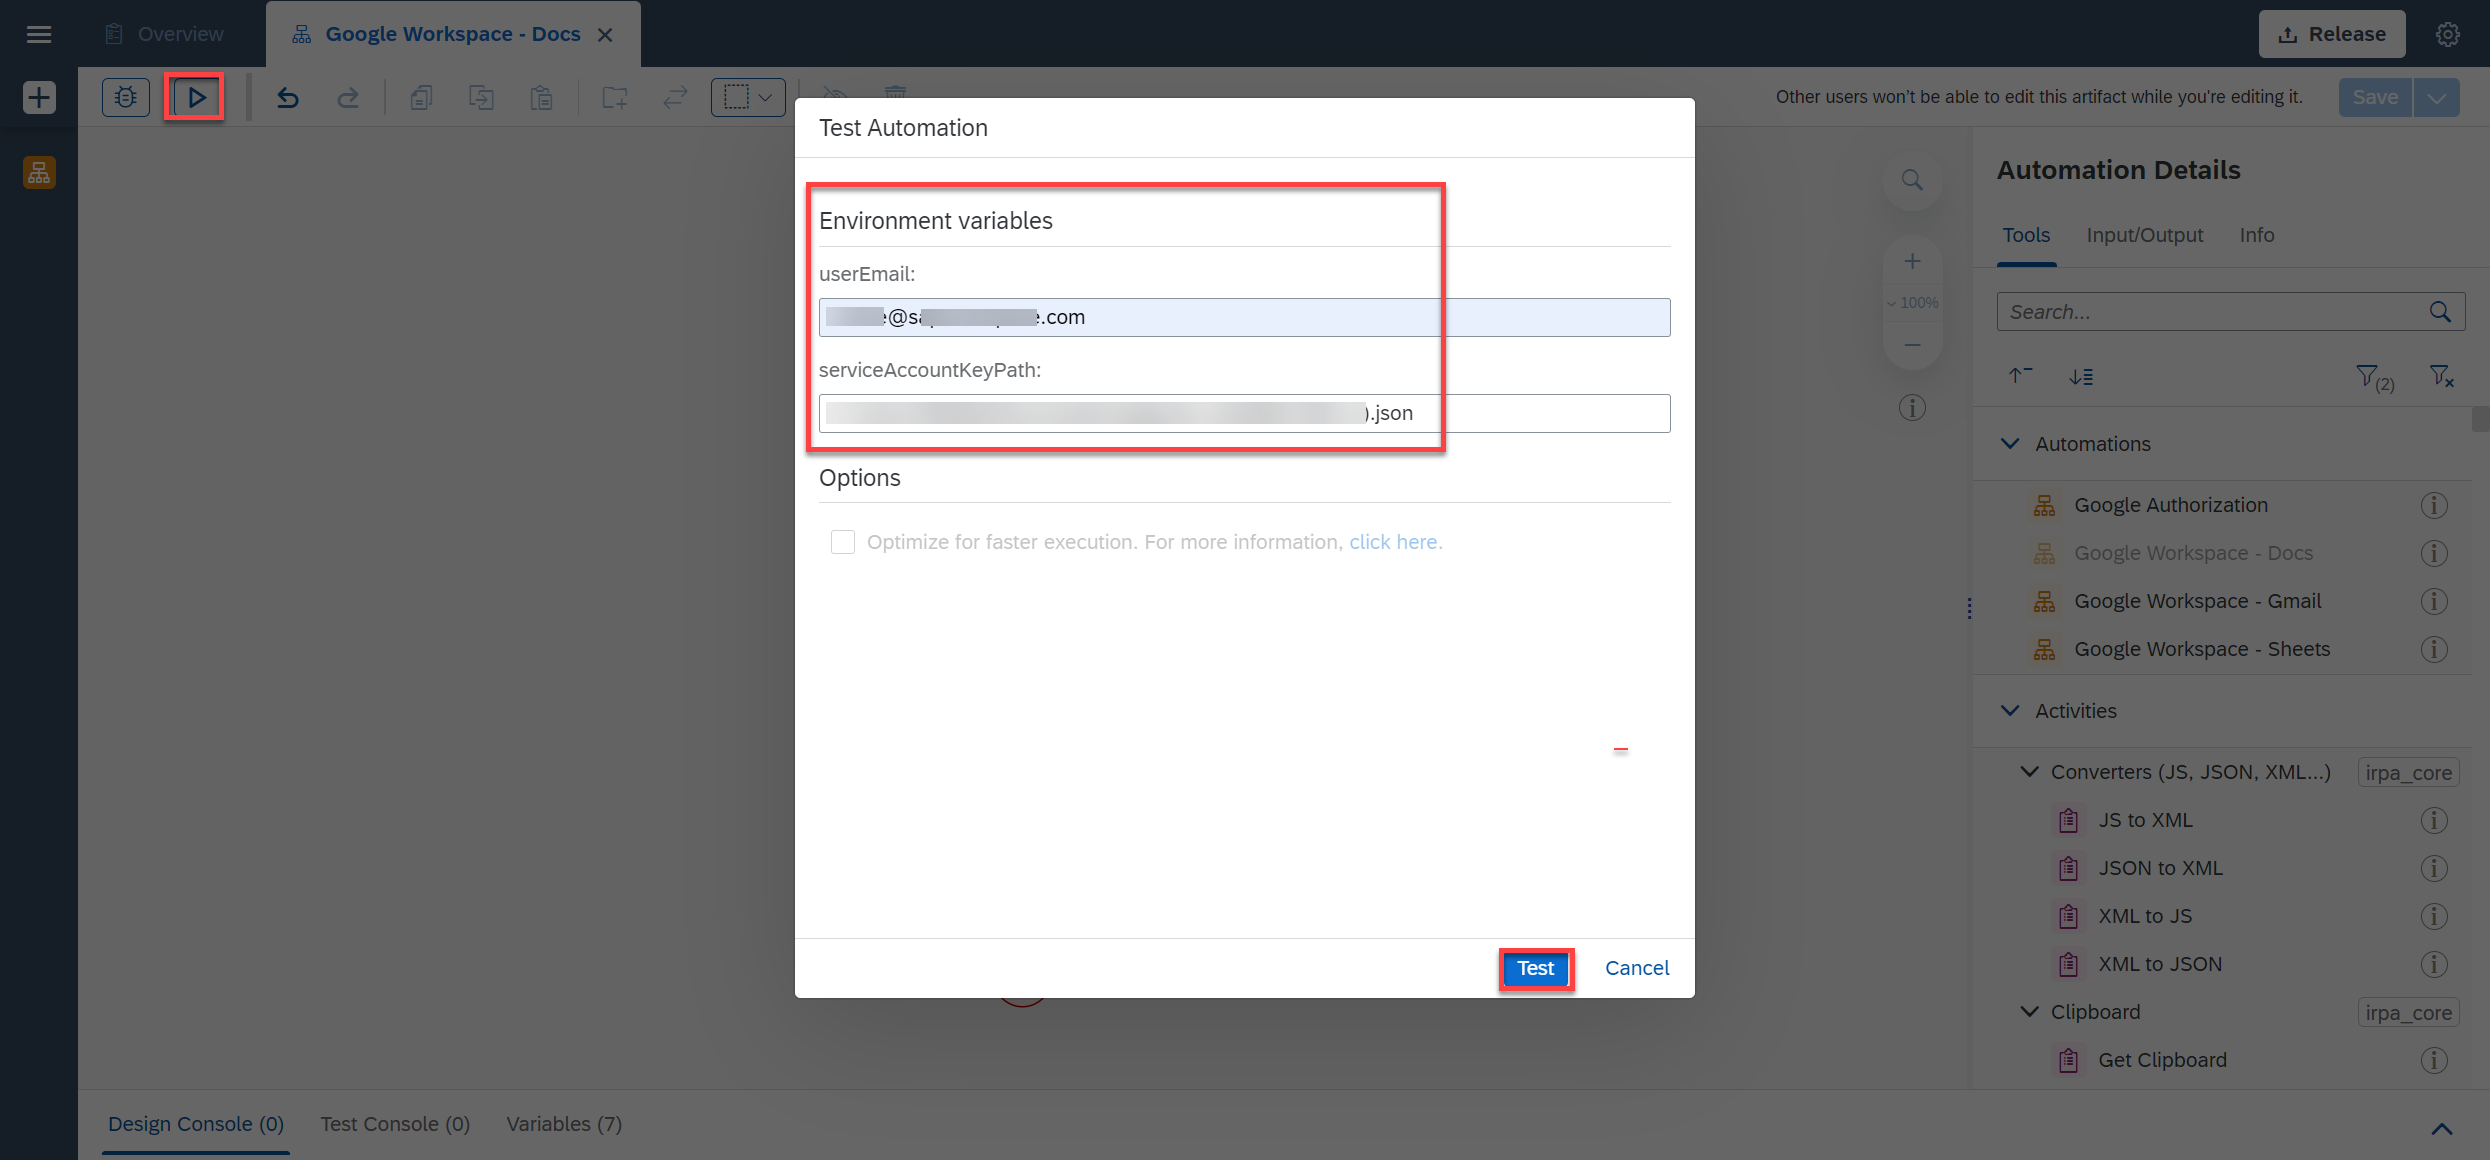 Overview
Google Workspace - Docs
Release
Other users won't be able to edit this artifact while you're editing it.
Save
Test Automation
Environment variables
userEmail:
e@s .com
serviceAccountKeyPath:
).json
Options
Optimize for faster execution. For more information, click here.
Test
Cancel
100%
Automation Details
Tools
Input/Output
Info
Search...
(2)
Automations
Google Authorization
Google Workspace - Docs
Google Workspace - Gmail
Google Workspace - Sheets
Activities
Converters (JS, JSON, XML...)
irpa_core
JS to XML
JSON to XML
XML to JS
XML to JSON
Clipboard
irpa_core
Get Clipboard
Design Console (0)
Test Console (0)
Variables (7)